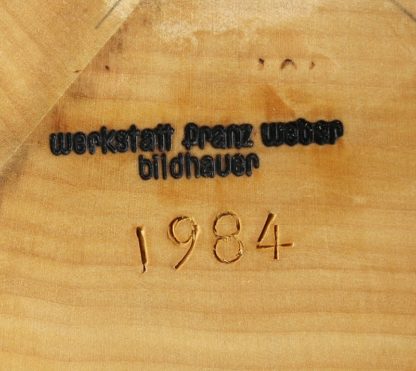 werkstatt franz weber
bildhauer
1984